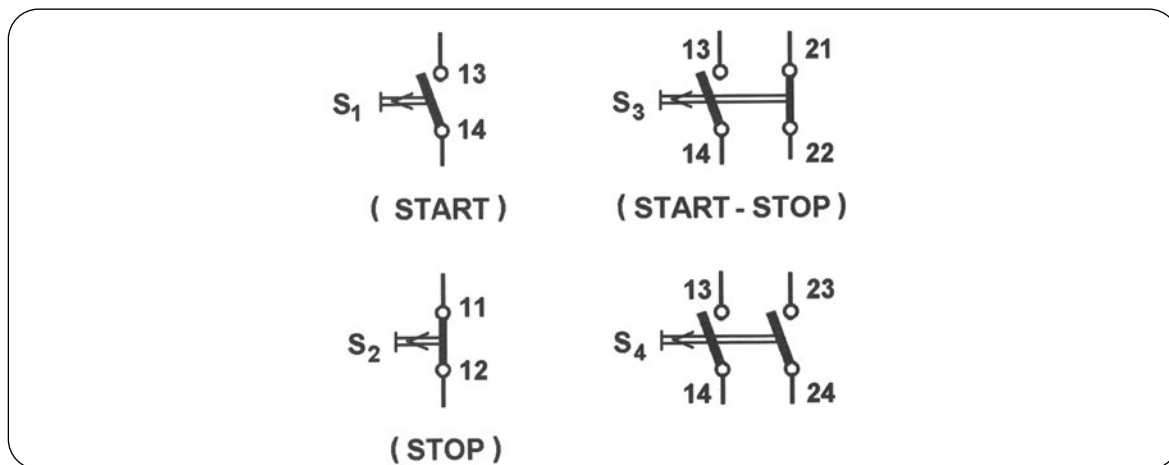 13
S1
14
( START )
13 21
S3
14 22
( START - STOP )
11
S2
12
( STOP )
13 23
S4
14 24